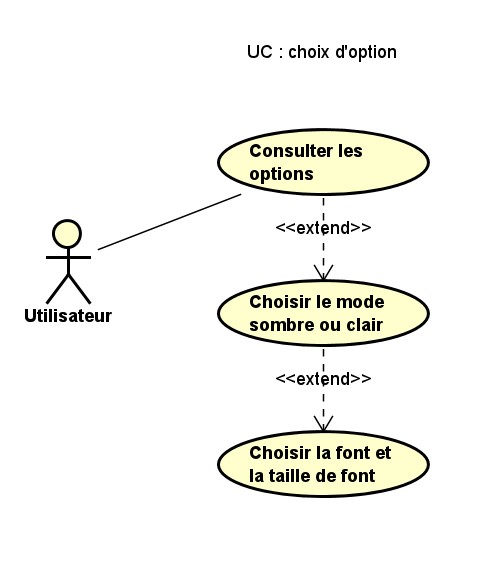 UC : choix d'option
Consulter les
options
<<extend>>
Choisir le mode
sombre ou clair
Utilisateur
<<extend>>
Choisir la font et
la taille de font